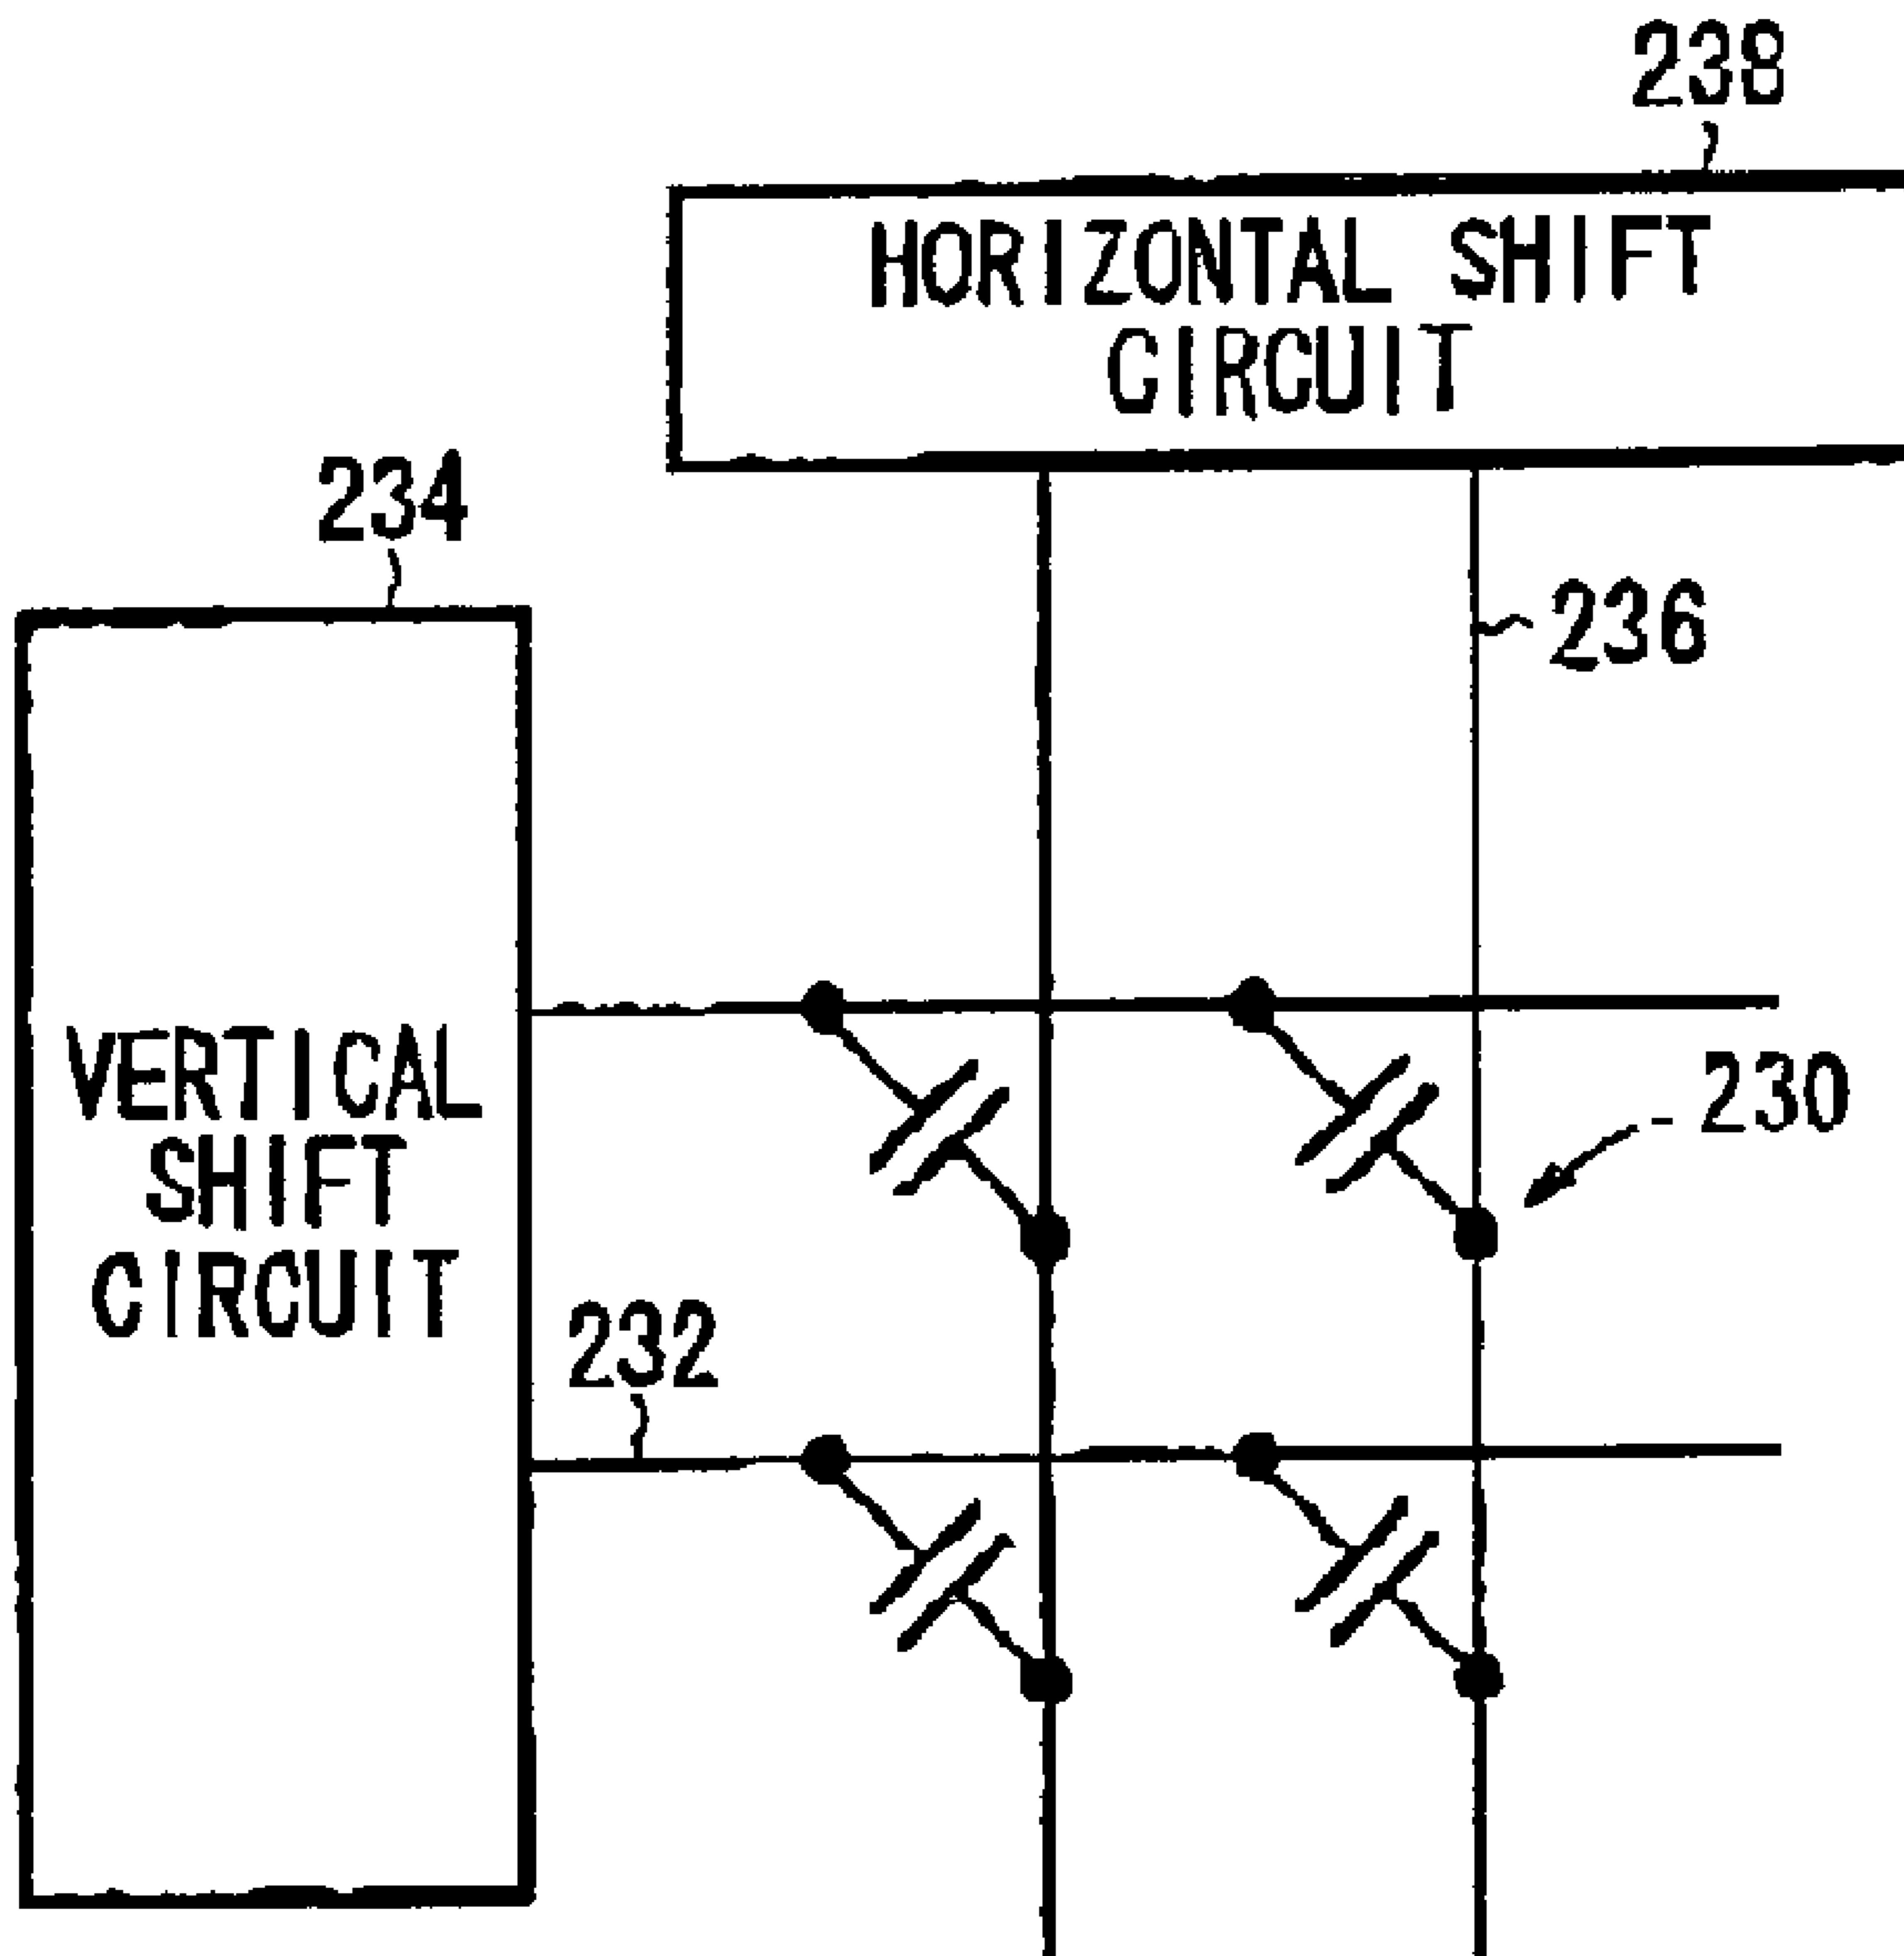 238
HORIZONTAL SHIFT
CIRCUIT
234
236
VERTICAL
SHIFT
CIRCUIT
230
232